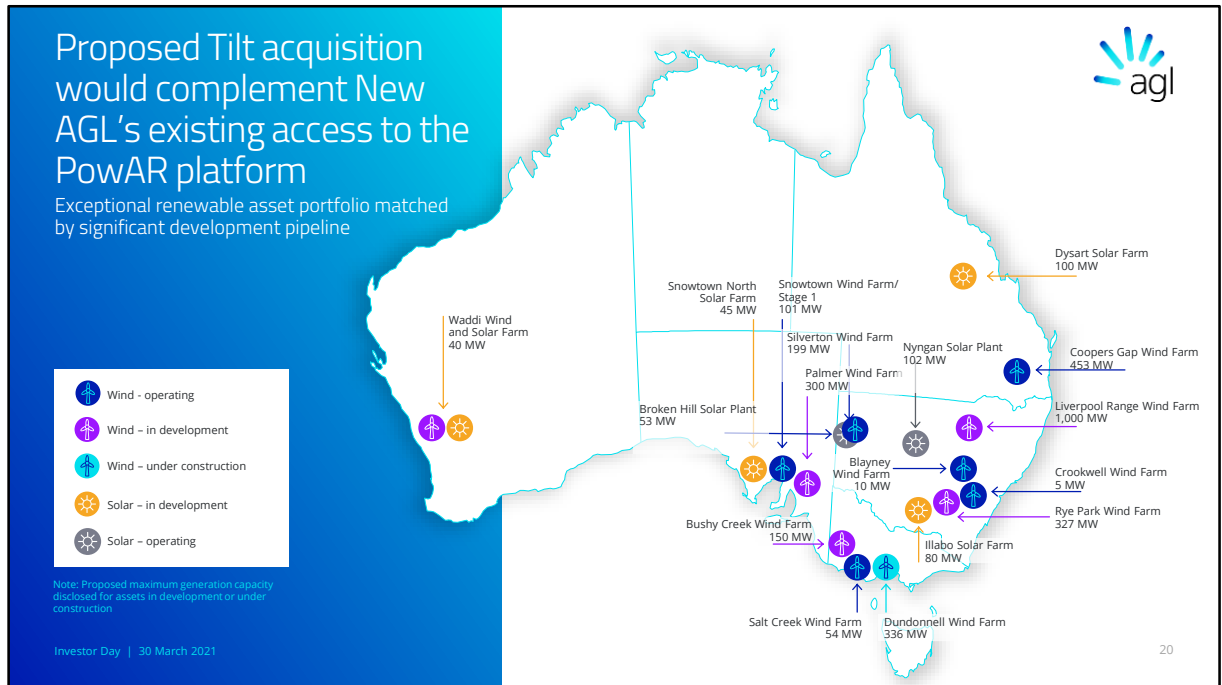 Proposed Tilt acquisition
would complement New
AGL's existing access to the
PowAR platform
Exceptional renewable asset portfolio matched
by significant development pipeline
agl
Dysart Solar Farm
100 MW
Snowtown North
Solar Farm
45 MW
Snowtown Wind Farm/
Stage 1
101 MW
Waddi Wind
and Solar Farm
40 MW
Silverton Wind Farm
199 MW
Nyngan Solar Plant
102 MW
Coopers Gap Wind Farm
453 MW
Palmer Wind Farm
300 MW
Broken Hill Solar Plant
53 MW
Liverpool Range Wind Farm
1,000 MW
Blayney
Wind Farm
10 MW
Crookwell Wind Farm
5 MW
Rye Park Wind Farm
327 MW
Bushy Creek Wind Farm
150 MW
Illabo Solar Farm
80 MW
Salt Creek Wind Farm
54 MW
Dundonnell Wind Farm
336 MW
Wind - operating
Wind – in development
Wind – under construction
Solar – in development
Solar – operating
Note: Proposed maximum generation capacity
disclosed for assets in development or under
construction
Investor Day | 30 March 2021
20